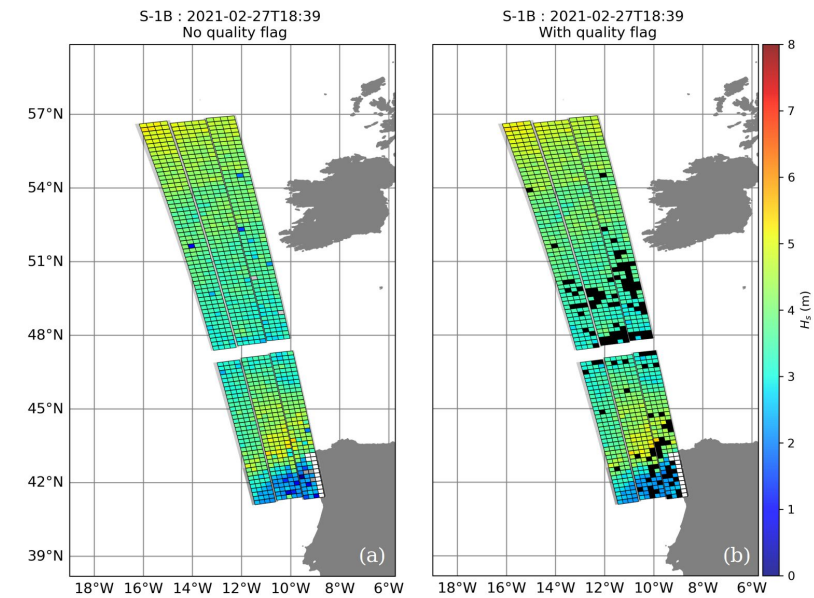 S-1B : 2021-02-27T18:39
No quality flag
S-1B : 2021-02-27T18:39
With quality flag
57°N
54°N
51°N
48°N
45°N
42°N
39°N
(a)
(b)
18°W 16°W 14°W 12°W 10°W 8°W 6°W
18°W 16°W 14°W 12°W 10°W 8°W 6°W
8
7
6
5
4
3
2
1
0
Hs (m)